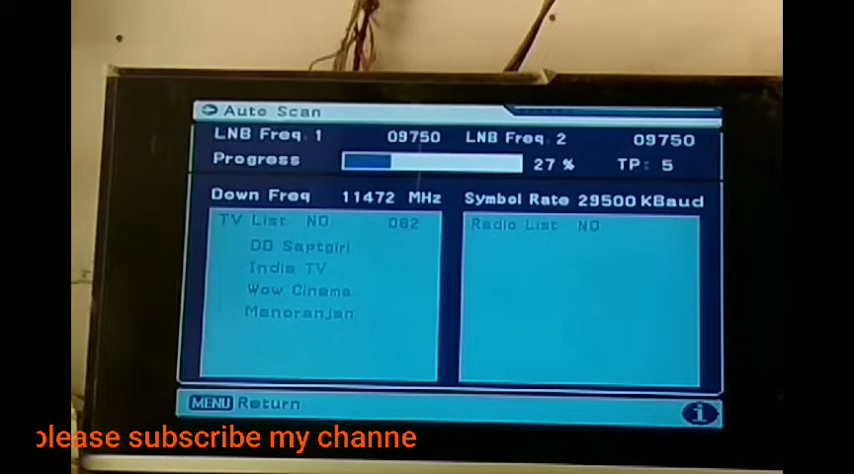 Auto Scan
LNB Freq. 1 09750 LNB Freq. 2 09750
Progress 27 % TP: 5
Down Freq 11472 MHz Symbol Rate 29500 KBaud
TV List NO 082 Radio List NO
DD Saptgiri
India TV
Wow Cinema
Manoranjan
MENU Return i
please subscribe my channe